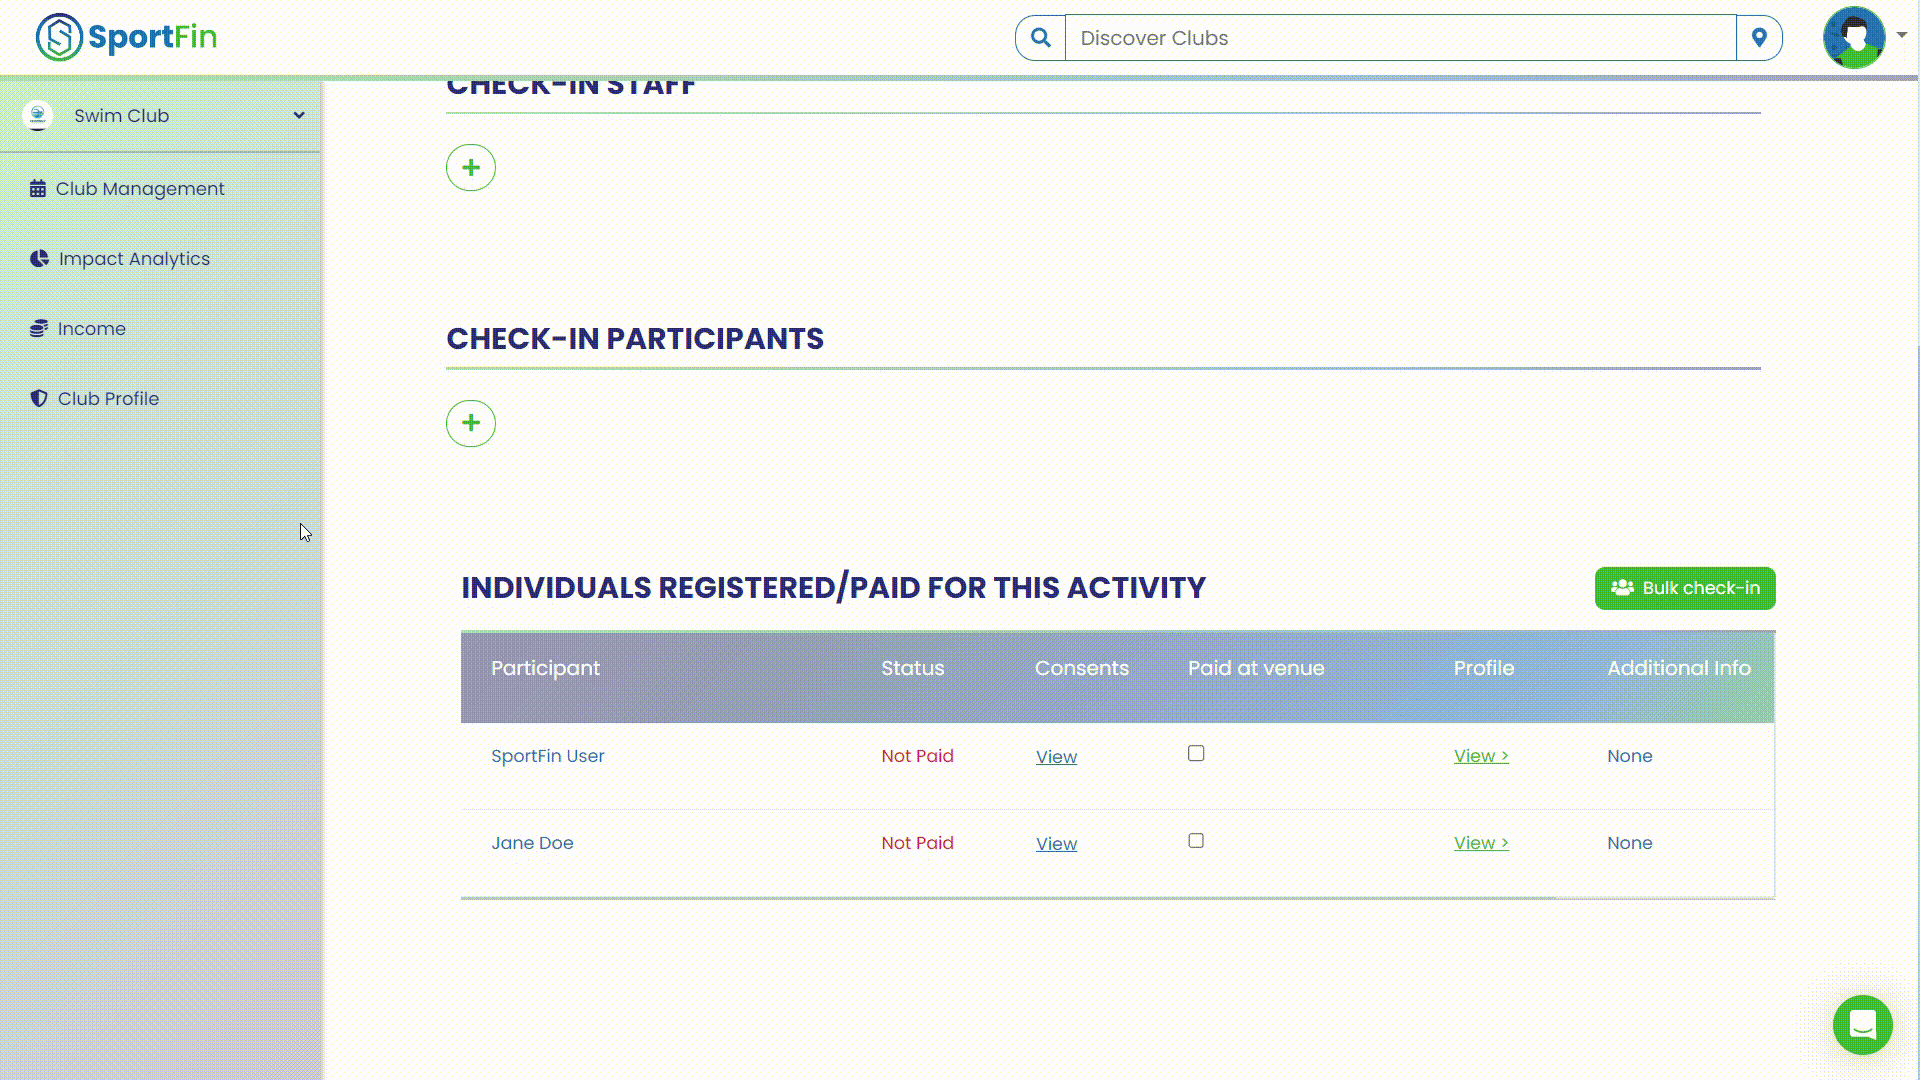 SportFin
Discover Clubs
Swim Club
Club Management
Impact Analytics
Income
Club Profile
CHECK-IN STAFF
CHECK-IN PARTICIPANTS
INDIVIDUALS REGISTERED/PAID FOR THIS ACTIVITY
Bulk check-in
Participant Status Consents Paid at venue Profile Additional Info
SportFin User Not Paid View View > None
Jane Doe Not Paid View View > None